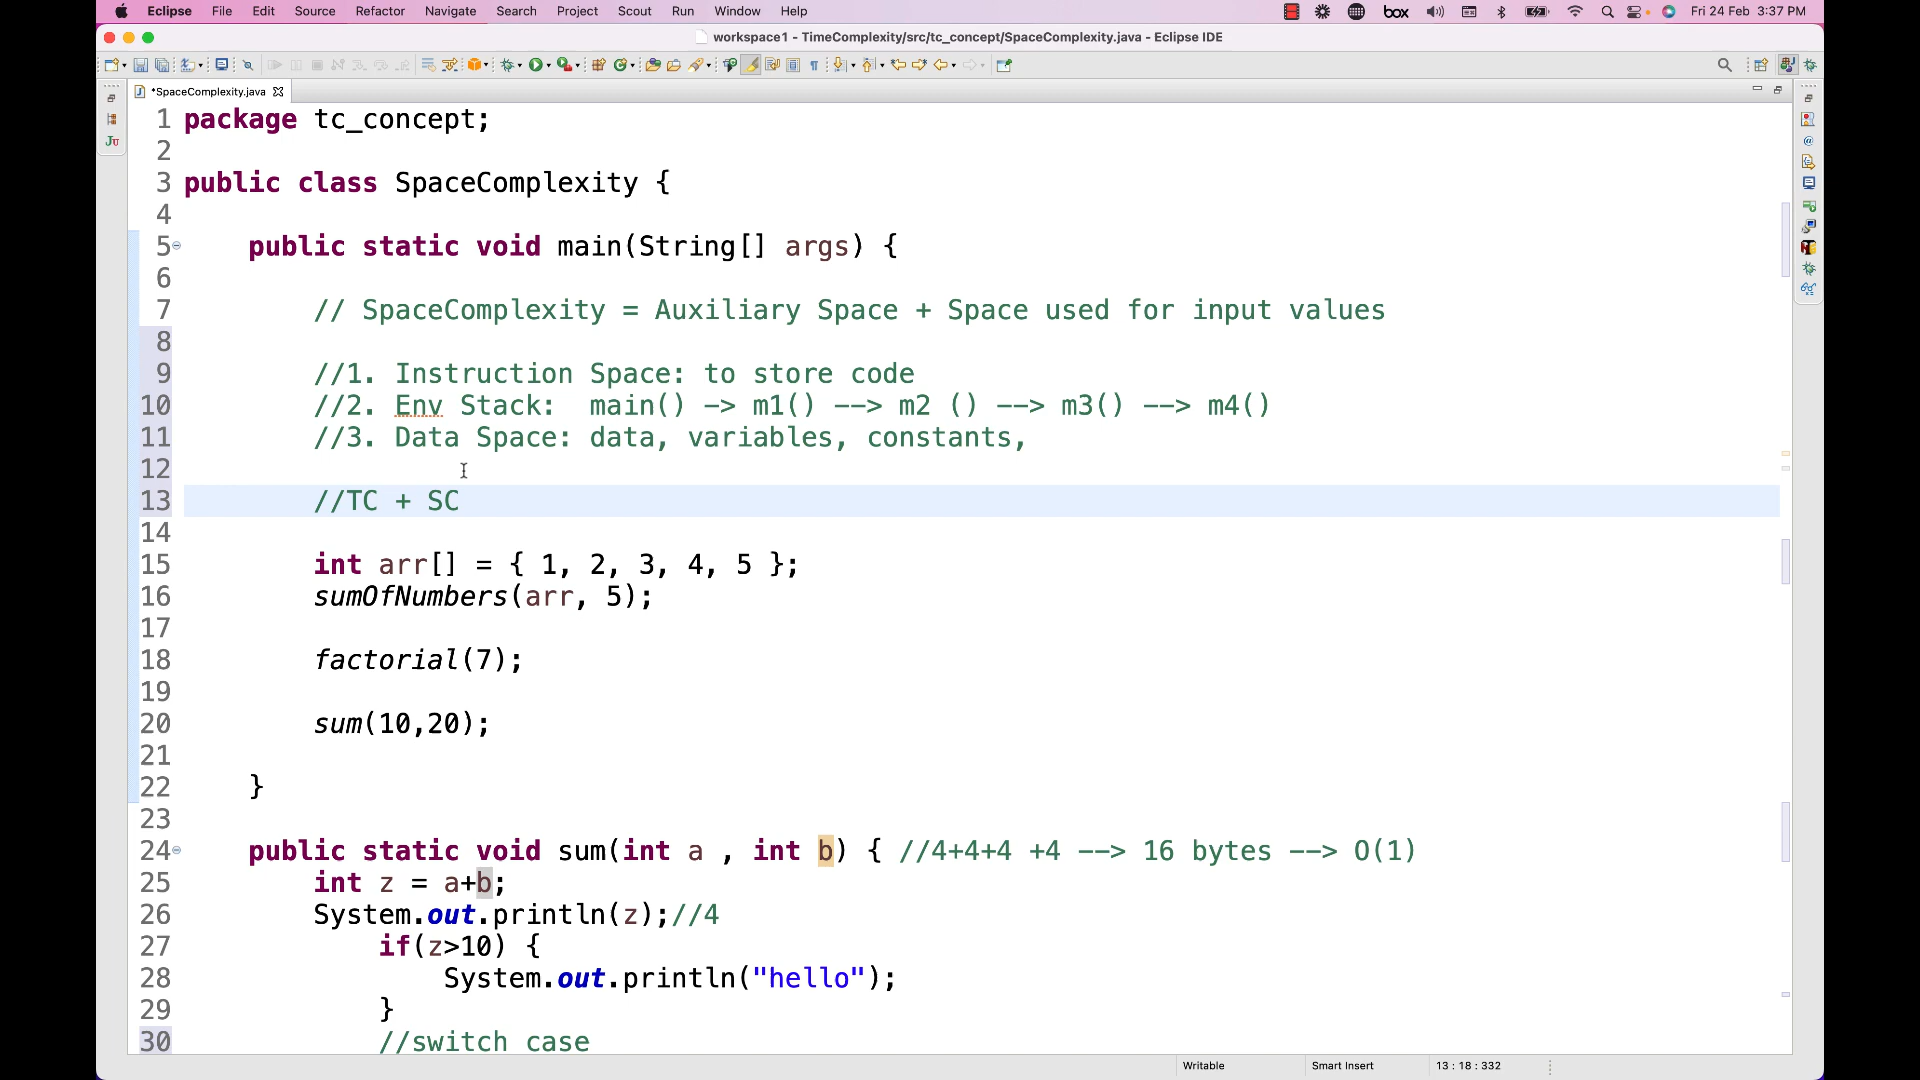 Eclipse File Edit Source Refactor Navigate Search Project Scout Run Window Help box Fri 24 Feb 3:37 PM
workspace1 - TimeComplexity/src/tc_concept/SpaceComplexity.java - Eclipse IDE
*SpaceComplexity.java
1 package tc_concept;
2
3 public class SpaceComplexity {
4
5 public static void main(String[] args) {
6
7 // SpaceComplexity = Auxiliary Space + Space used for input values
8
9 //1. Instruction Space: to store code
10 //2. Env Stack: main() –> m1() ––> m2 () ––> m3() ––> m4()
11 //3. Data Space: data, variables, constants,
12
13 //TC + SC
14
15 int arr[] = { 1, 2, 3, 4, 5 };
16 sumOfNumbers(arr, 5);
17
18 factorial(7);
19
20 sum(10,20);
21
22 }
23
24 public static void sum(int a , int b) { //4+4+4 +4 ––> 16 bytes ––> O(1)
25 int z = a+b;
26 System.out.println(z);//4
27 if(z>10) {
28 System.out.println("hello");
29 }
30 //switch case
Writable Smart Insert 13 : 18 : 332